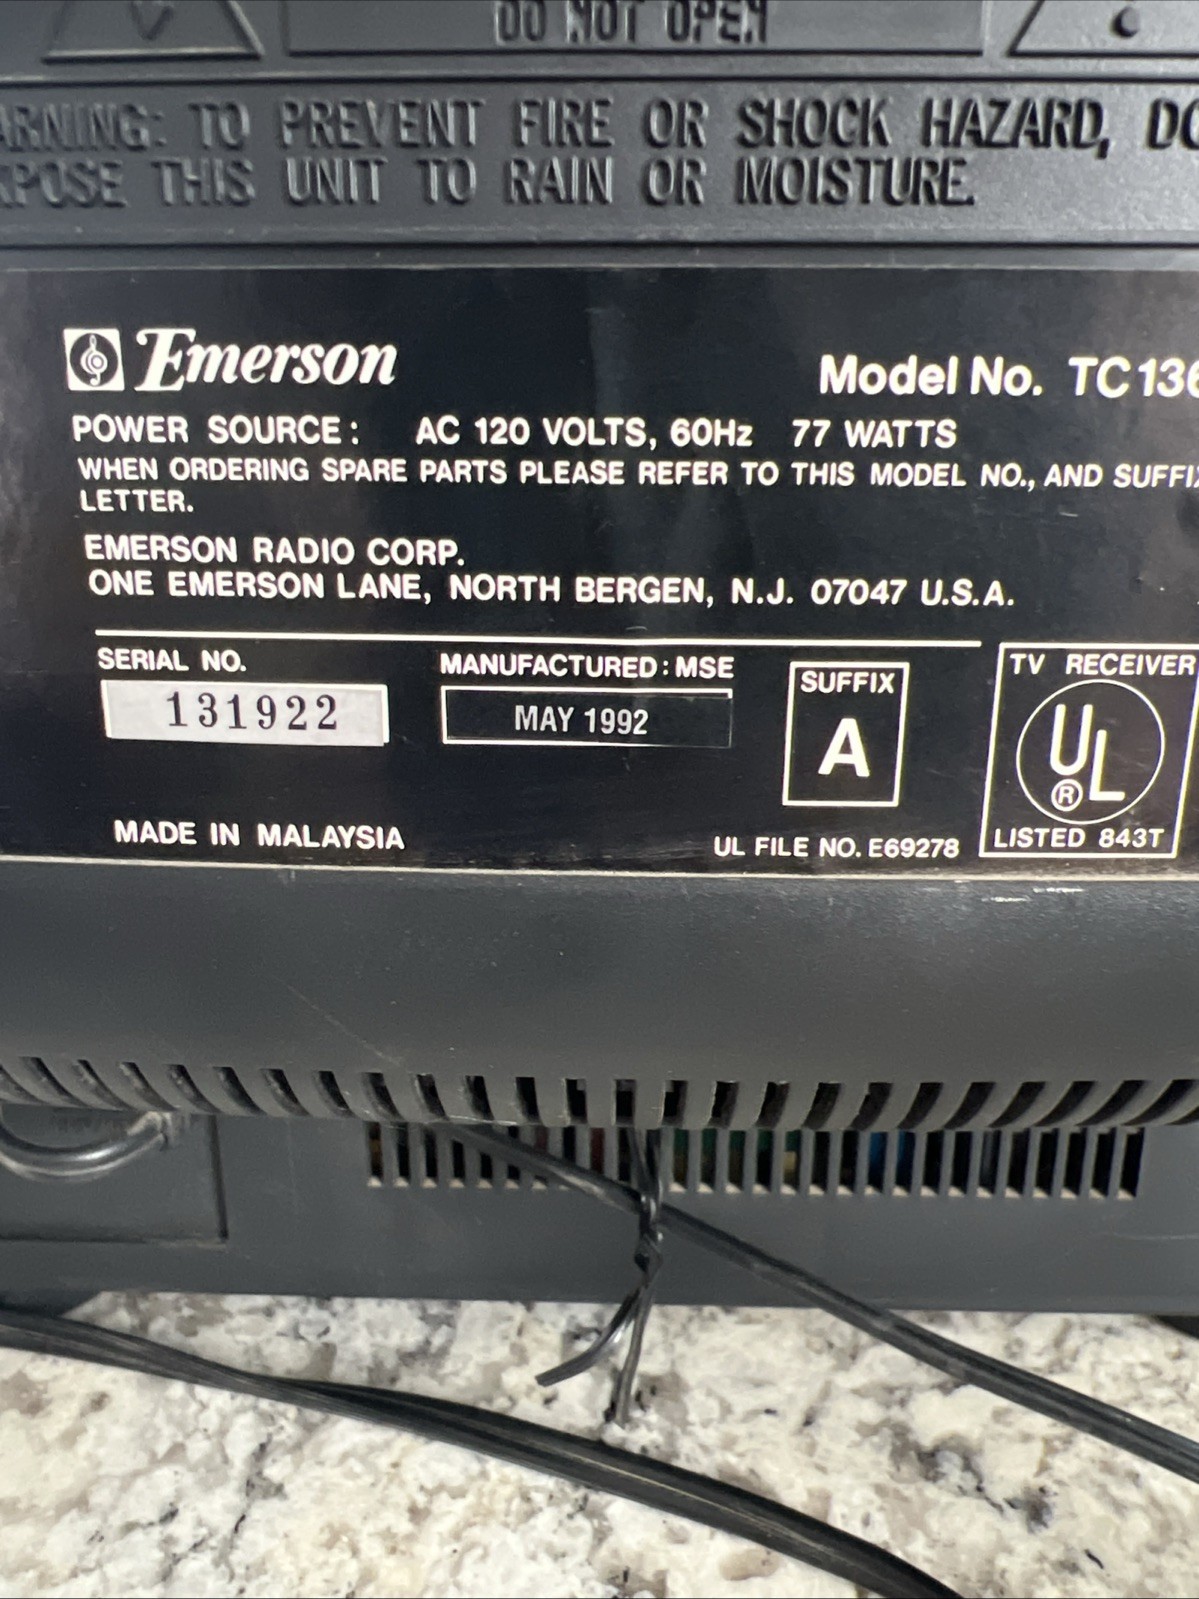 DO NOT OPEN
ARNING: TO PREVENT FIRE OR SHOCK HAZARD, DO
XPOSE THIS UNIT TO RAIN OR MOISTURE.
Emerson
Model No. TC136
POWER SOURCE: AC 120 VOLTS, 60Hz 77 WATTS
WHEN ORDERING SPARE PARTS PLEASE REFER TO THIS MODEL NO., AND SUFFIX
LETTER.
EMERSON RADIO CORP.
ONE EMERSON LANE, NORTH BERGEN, N.J. 07047 U.S.A.
SERIAL NO.
131922
MANUFACTURED: MSE
MAY 1992
SUFFIX
A
TV RECEIVER
UL
®
LISTED 843T
MADE IN MALAYSIA
UL FILE NO. E69278